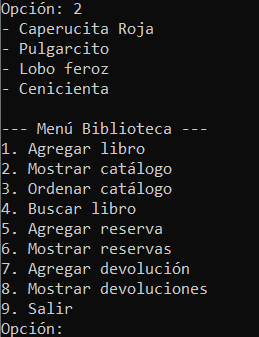 Opción: 2
- Caperucita Roja
- Pulgarcito
- Lobo feroz
- Cenicienta
--- Menú Biblioteca ---
1. Agregar libro
2. Mostrar catálogo
3. Ordenar catálogo
4. Buscar libro
5. Agregar reserva
6. Mostrar reservas
7. Agregar devolución
8. Mostrar devoluciones
9. Salir
Opción: